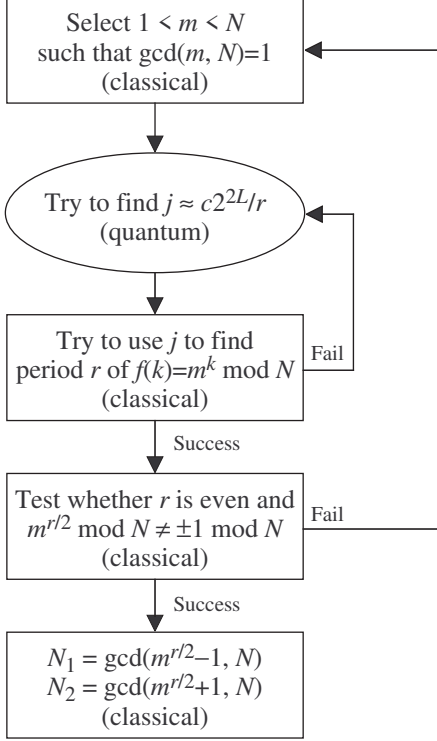 Select 1 < m < N
such that gcd(m, N)=1
(classical)
Try to find j ≈ c2²ᴸ/r
(quantum)
Try to use j to find
period r of f(k)=mᵏ mod N
(classical)
Fail
Success
Test whether r is even and
m^{r/2} mod N ≠ ±1 mod N
(classical)
Fail
Success
N₁ = gcd(m^{r/2}−1, N)
N₂ = gcd(m^{r/2}+1, N)
(classical)